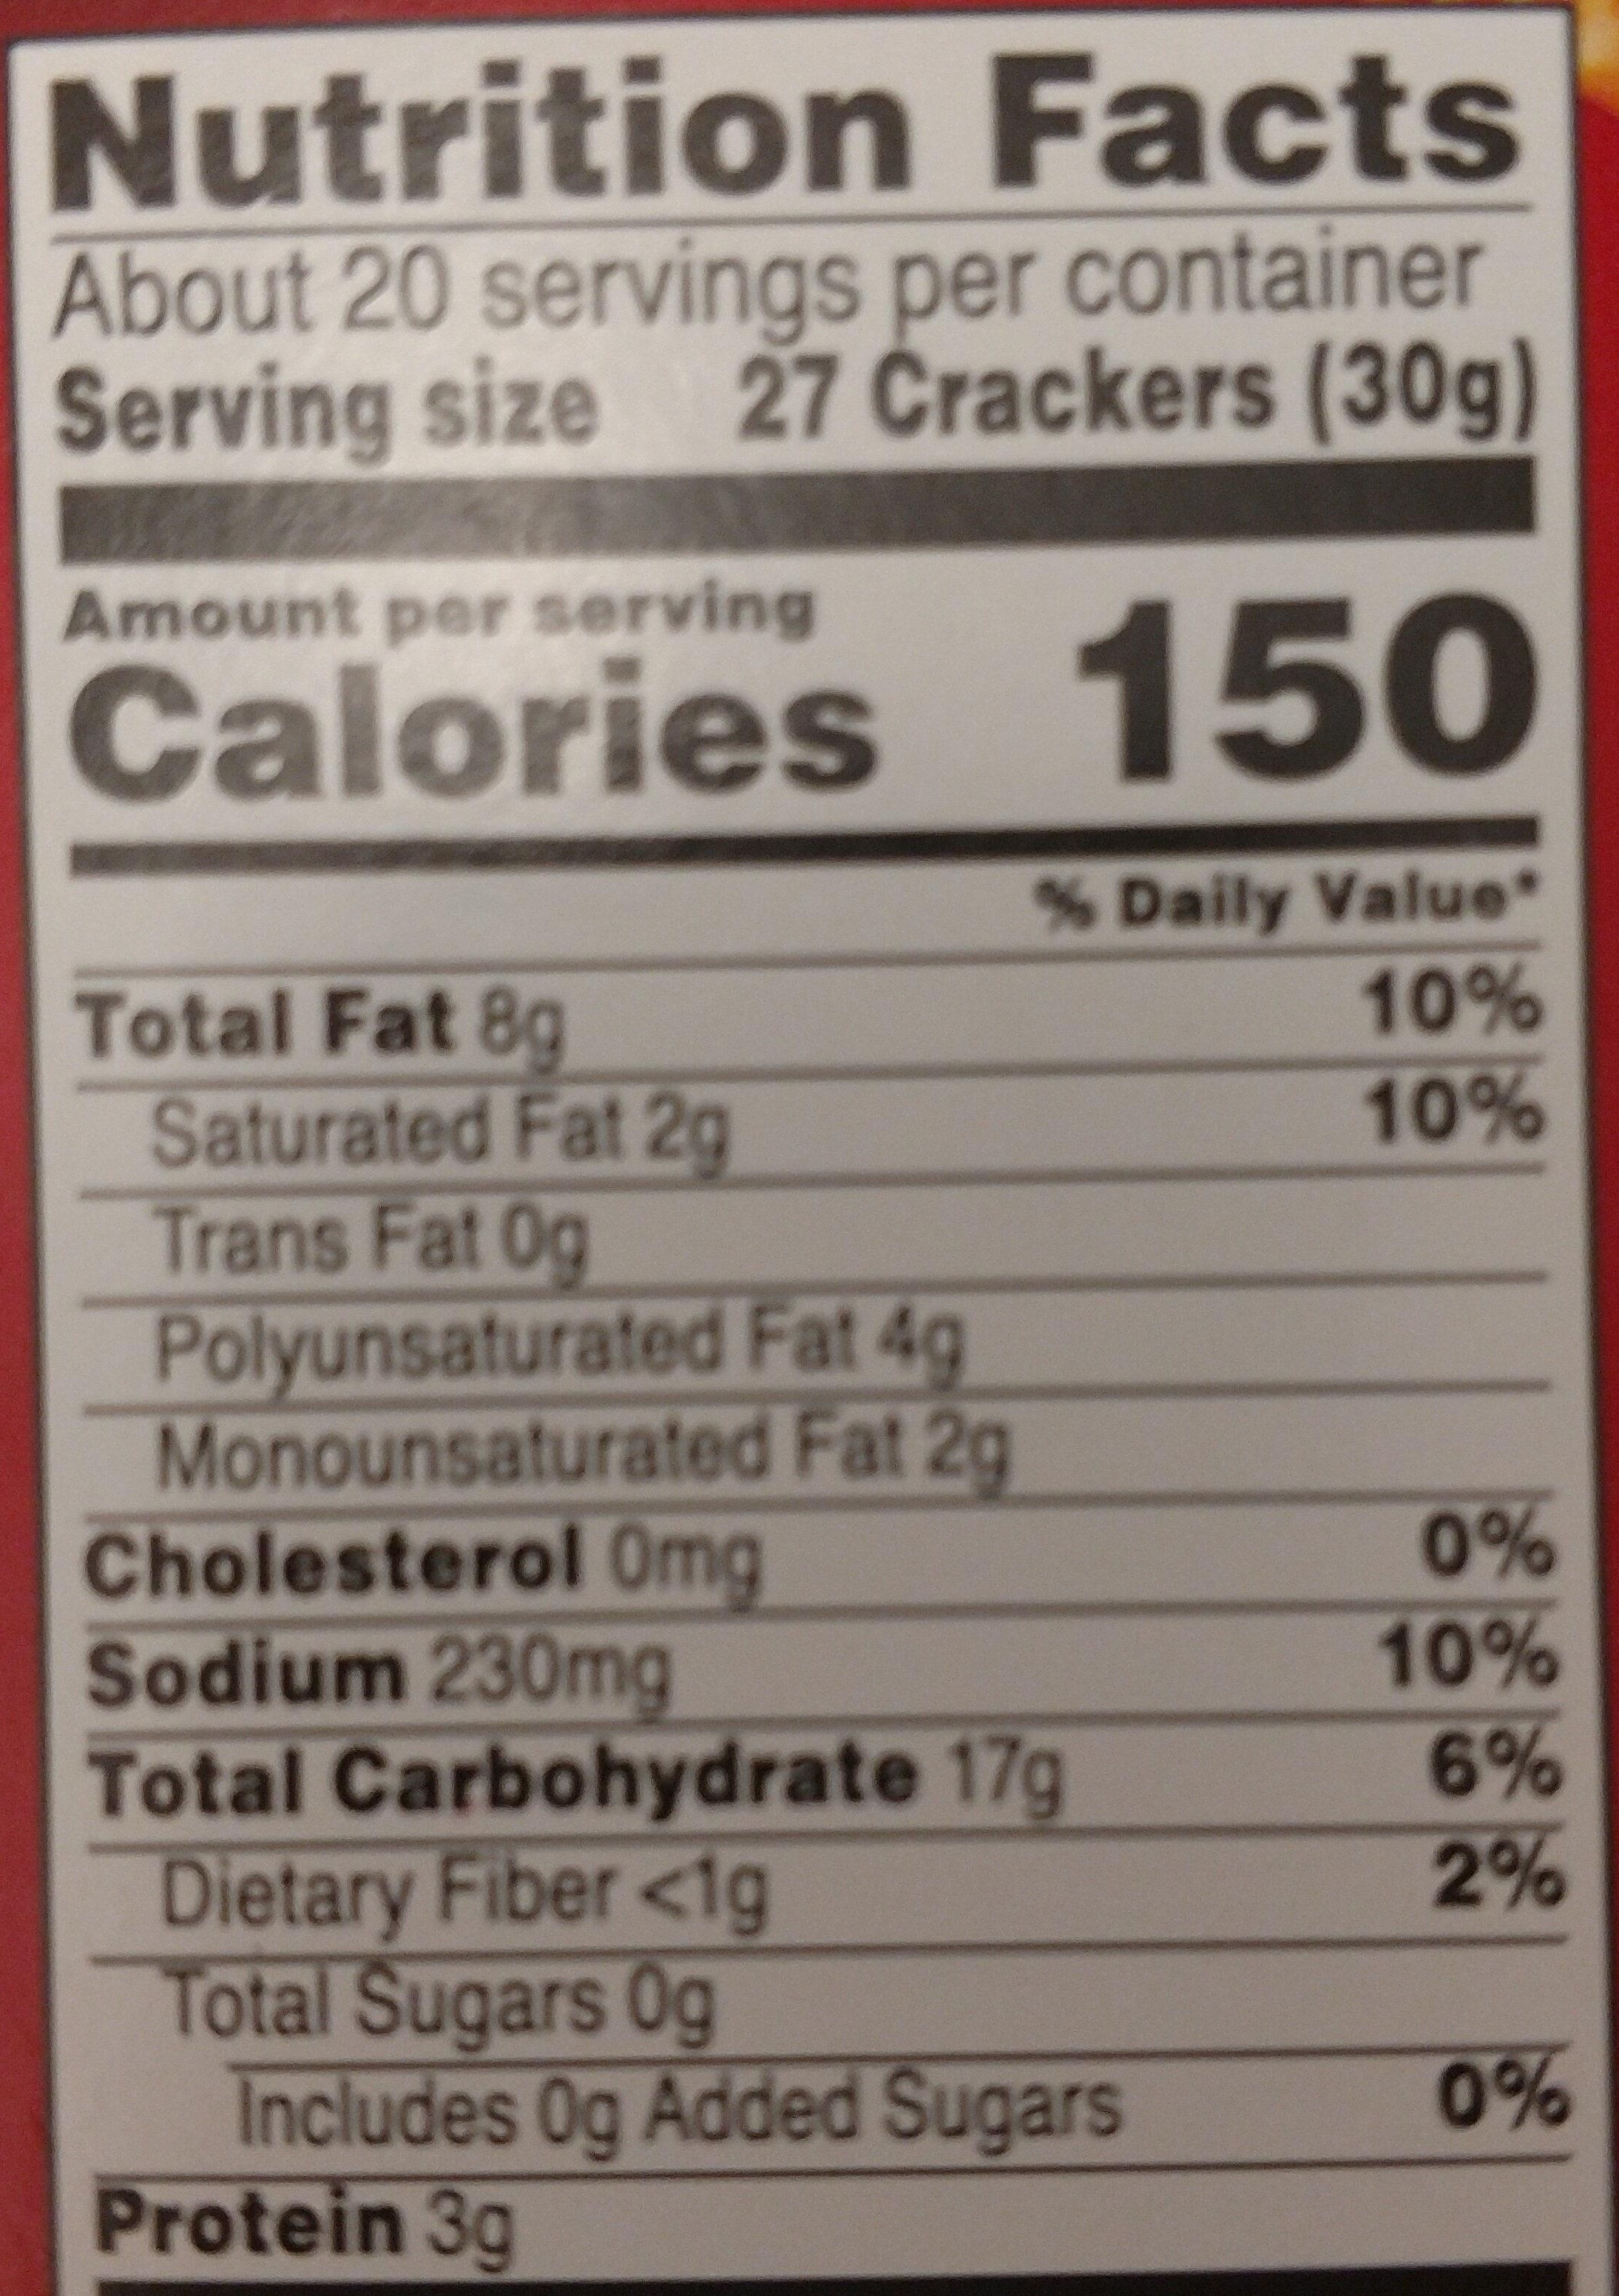 Nutrition Facts
About 20 servings per container
Serving size 27 Crackers (30g)
Amount per serving
Calories 150
% Daily Value*
Total Fat 8g 10%
Saturated Fat 2g 10%
Trans Fat 0g
Polyunsaturated Fat 4g
Monounsaturated Fat 2g
Cholesterol 0mg 0%
Sodium 230mg 10%
Total Carbohydrate 17g 6%
Dietary Fiber <1g 2%
Total Sugars 0g
Includes 0g Added Sugars 0%
Protein 3g